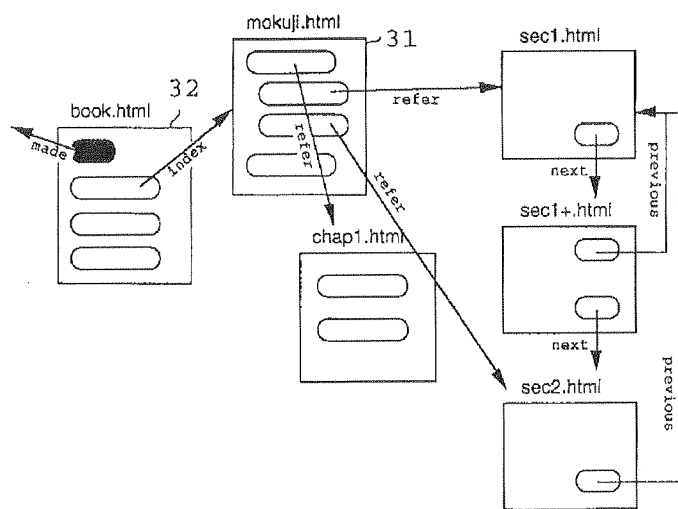 mokuji.html
31
sec1.html
32
book.html
refer
made
index
refer
previous
next
refer
sec1+.html
chap1.html
next
previous
sec2.html